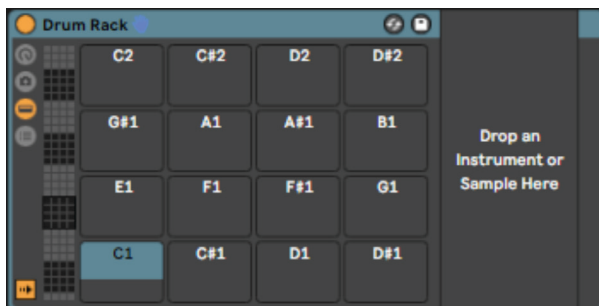 Drum Rack
C2 C#2 D2 D#2
G#1 A1 A#1 B1
Drop an
Instrument or
Sample Here
E1 F1 F#1 G1
C1 C#1 D1 D#1